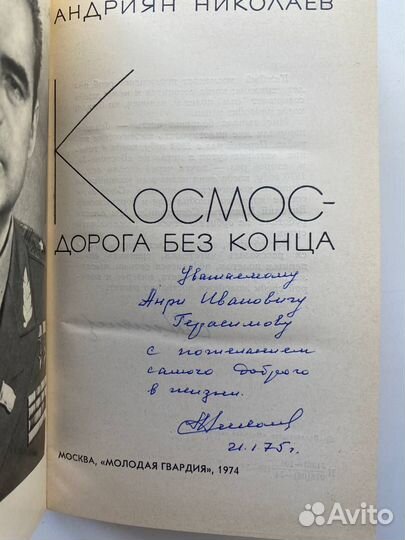 АНДРИЯН НИКОЛАЕВ
КОСМОС-
ДОРОГА БЕЗ КОНЦА
Уважаемому
Анри Ивановичу
Герасимову
с пожеланием
самого доброго
в жизни.
21.1.75г.
МОСКВА, «МОЛОДАЯ ГВАРДИЯ», 1974
Avito